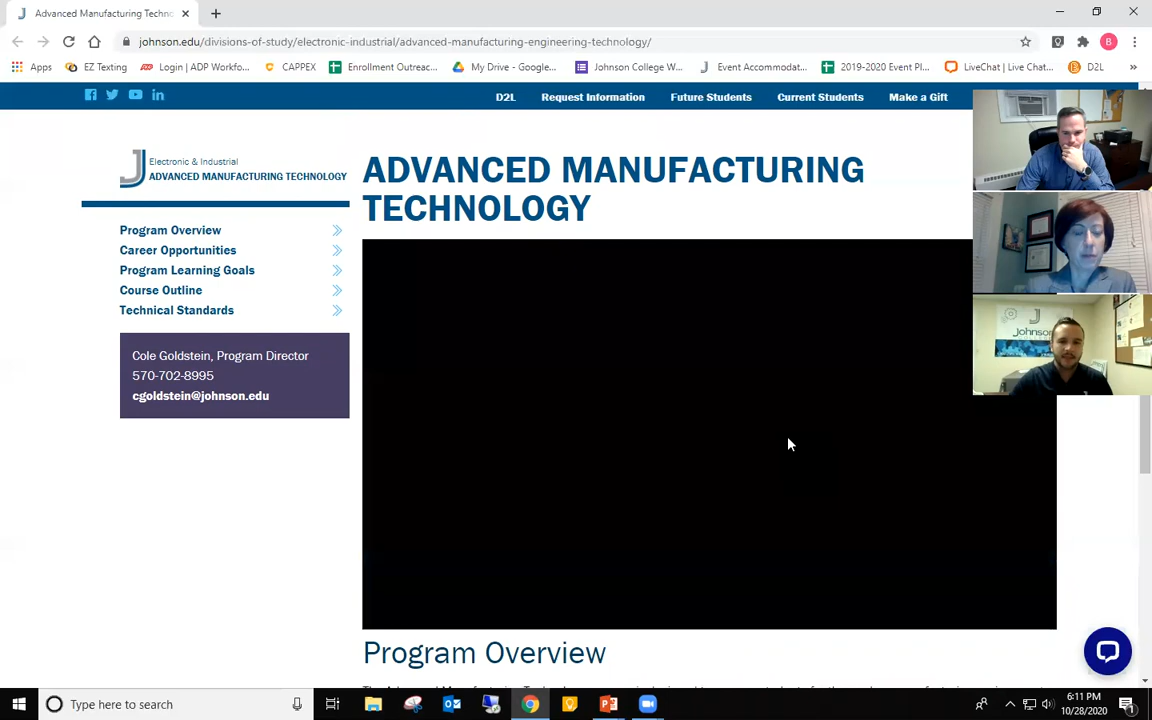 Advanced Manufacturing Techno
johnson.edu/divisions-of-study/electronic-industrial/advanced-manufacturing-engineering-technology/
B
Apps
EZ Texting
Login | ADP Workfo...
CAPPEX
Enrollment Outreac...
My Drive - Google...
Johnson College W...
Event Accommodat...
2019-2020 Event Pl...
LiveChat | Live Chat...
D2L
D2L
Request Information
Future Students
Current Students
Make a Gift
Electronic & Industrial
ADVANCED MANUFACTURING TECHNOLOGY
ADVANCED MANUFACTURING
TECHNOLOGY
Program Overview
Career Opportunities
Program Learning Goals
Course Outline
Technical Standards
Cole Goldstein, Program Director
570-702-8995
cgoldstein@johnson.edu
Johnson
Program Overview
Type here to search
6:11 PM
10/28/2020
1